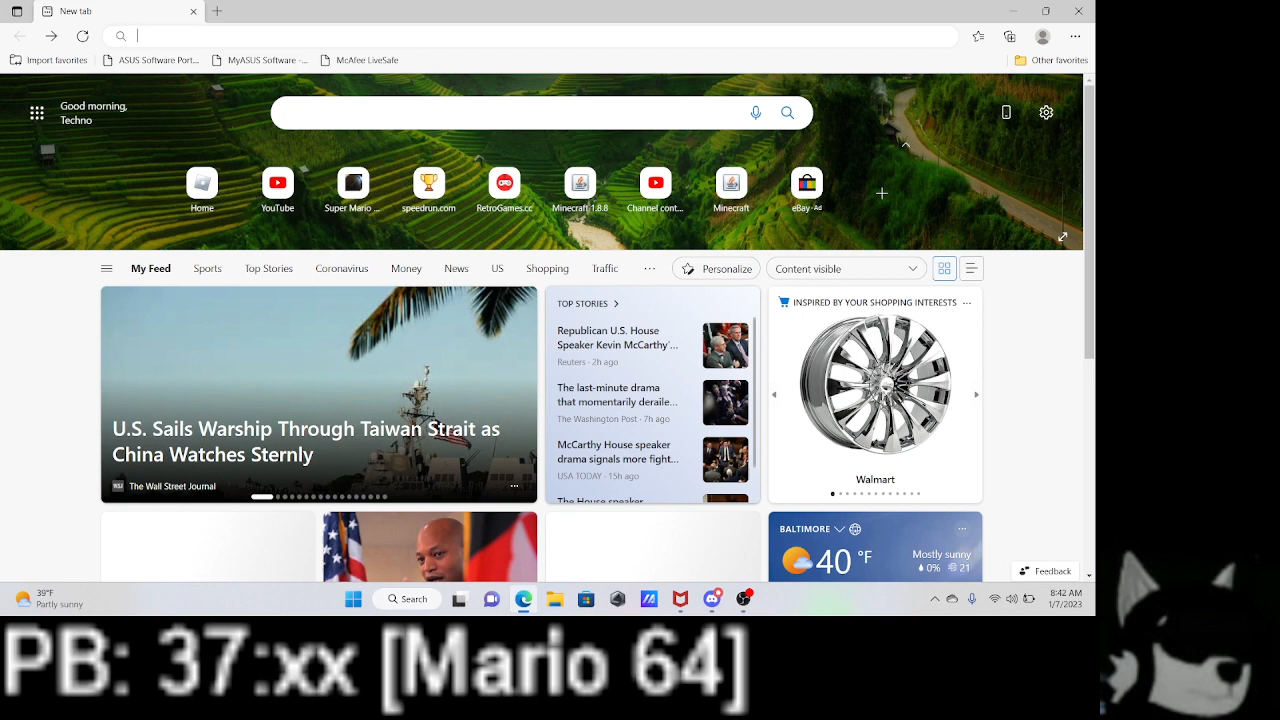 New tab
Import favorites
ASUS Software Port...
MyASUS Software -...
McAfee LiveSafe
Other favorites
Good morning,
Techno
Home
YouTube
Super Mario ...
speedrun.com
RetroGames.cc
Minecraft 1.8.8
Channel cont...
Minecraft
eBay · Ad
My Feed
Sports
Top Stories
Coronavirus
Money
News
US
Shopping
Traffic
...
Personalize
Content visible
U.S. Sails Warship Through Taiwan Strait as
China Watches Sternly
WSJ The Wall Street Journal
TOP STORIES
Republican U.S. House
Speaker Kevin McCarthy'...
Reuters · 2h ago
The last-minute drama
that momentarily deraile...
The Washington Post · 7h ago
McCarthy House speaker
drama signals more fight...
USA TODAY · 15h ago
The House speaker
INSPIRED BY YOUR SHOPPING INTERESTS
Walmart
BALTIMORE
40 °F
Mostly sunny
0% 21
Feedback
39°F
Partly sunny
Search
8:42 AM
1/7/2023
PB: 37:xx [Mario 64]